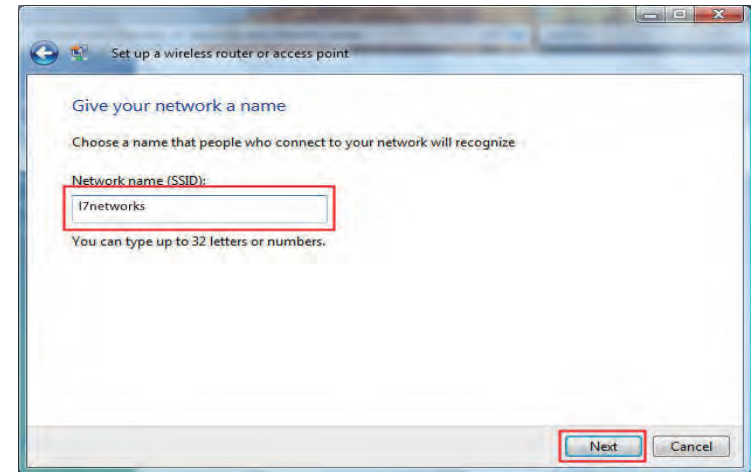 Set up a wireless router or access point
Give your network a name
Choose a name that people who connect to your network will recognize
Network name (SSID):
l7networks
You can type up to 32 letters or numbers.
Next Cancel